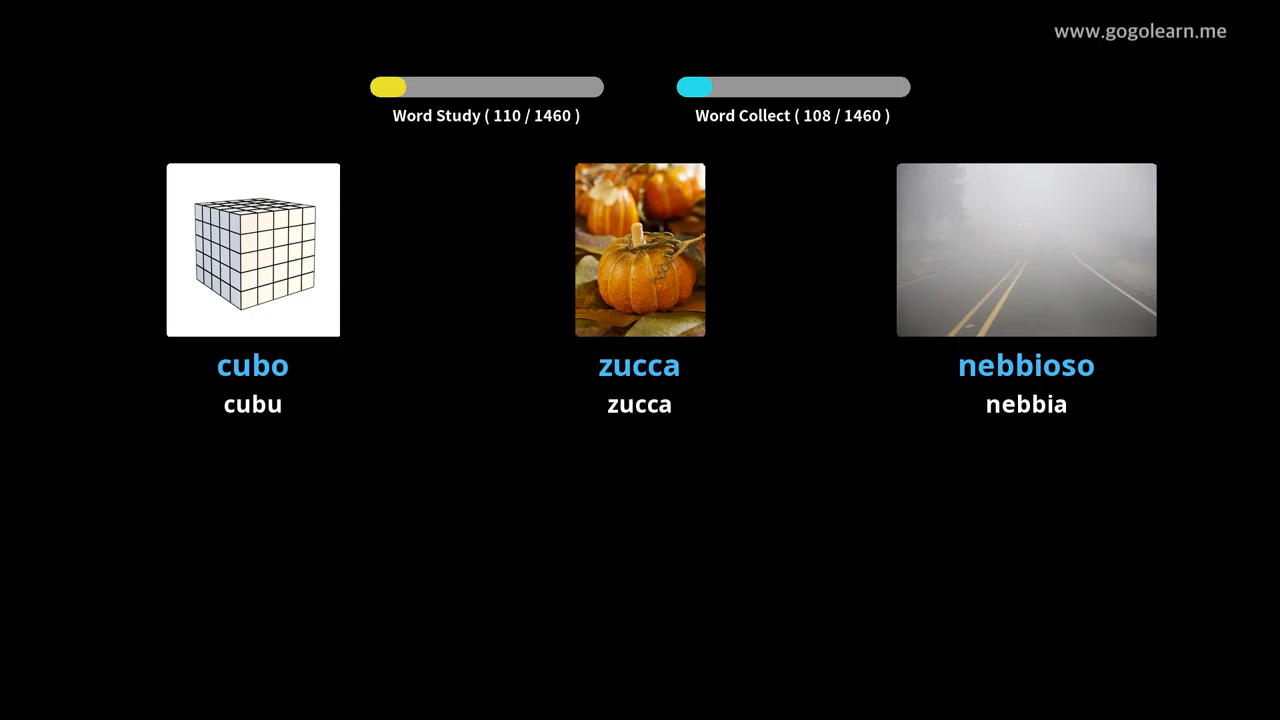 www.gogolearn.me
Word Study ( 110 / 1460 )
Word Collect ( 108 / 1460 )
cubo
cubu
zucca
zucca
nebbioso
nebbia